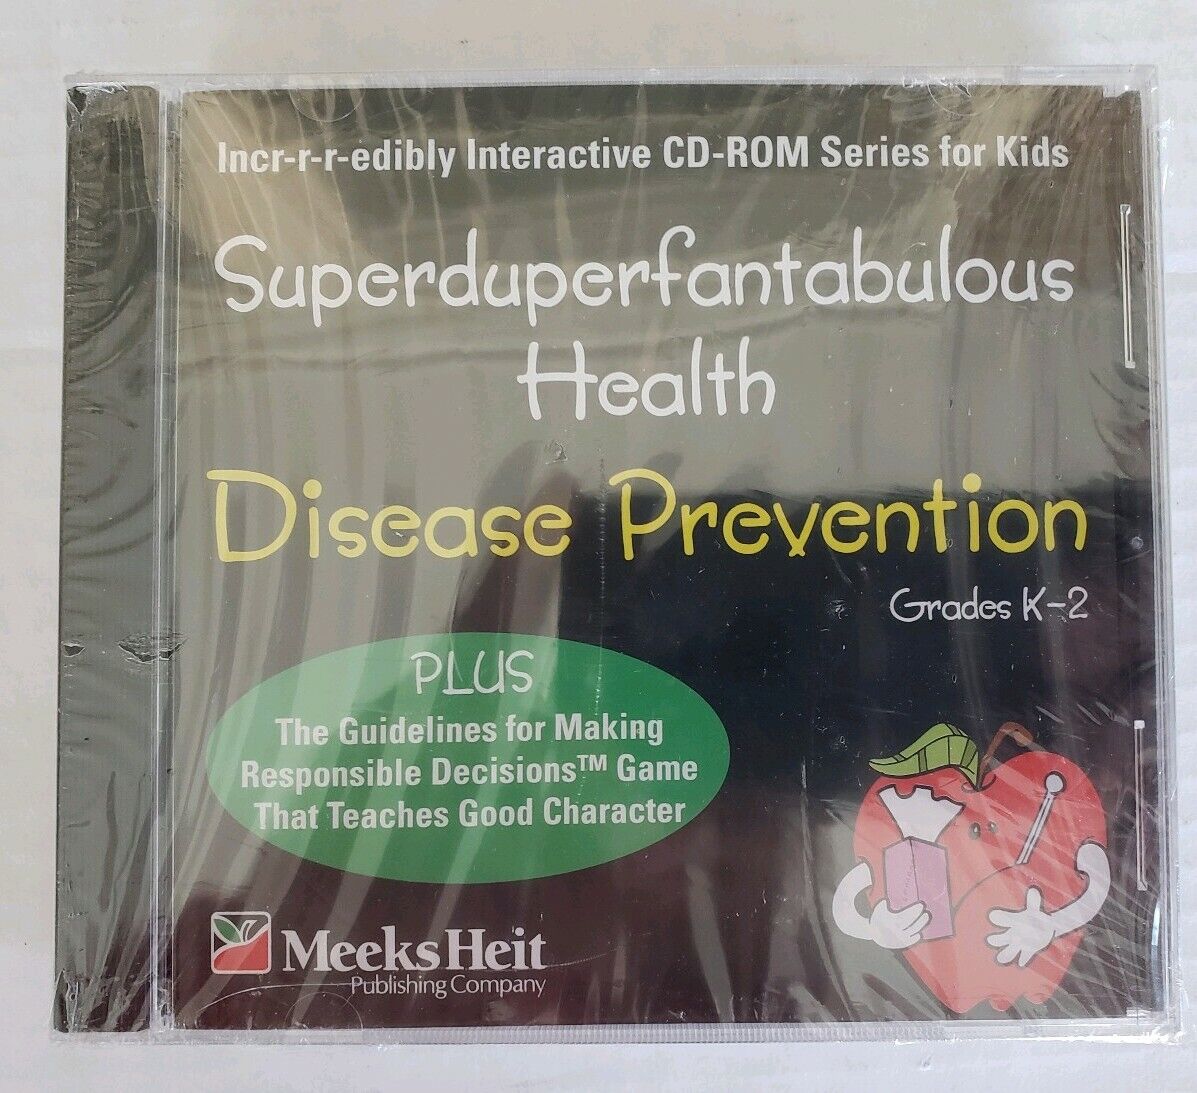 Incr-r-r-edibly Interactive CD-ROM Series for Kids
Superduperfantabulous
Health
Disease Prevention
Grades K-2
PLUS
The Guidelines for Making
Responsible Decisions™ Game
That Teaches Good Character
MeeksHeit
Publishing Company